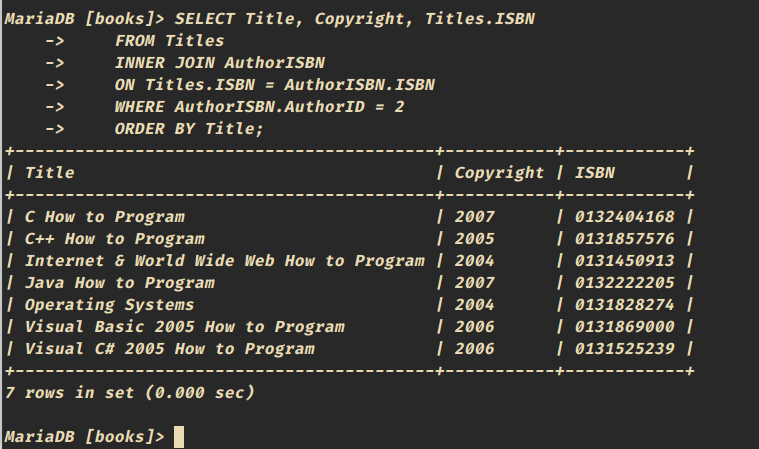 MariaDB [books]> SELECT Title, Copyright, Titles.ISBN
    ->     FROM Titles
    ->     INNER JOIN AuthorISBN
    ->     ON Titles.ISBN = AuthorISBN.ISBN
    ->     WHERE AuthorISBN.AuthorID = 2
    ->     ORDER BY Title;
+-----------------------------------------+-----------+------------+
| Title                                   | Copyright | ISBN       |
+-----------------------------------------+-----------+------------+
| C How to Program                        | 2007      | 0132404168 |
| C++ How to Program                      | 2005      | 0131857576 |
| Internet & World Wide Web How to Program | 2004      | 0131450913 |
| Java How to Program                     | 2007      | 0132222205 |
| Operating Systems                       | 2004      | 0131828274 |
| Visual Basic 2005 How to Program        | 2006      | 0131869000 |
| Visual C# 2005 How to Program           | 2006      | 0131525239 |
+-----------------------------------------+-----------+------------+
7 rows in set (0.000 sec)
MariaDB [books]>